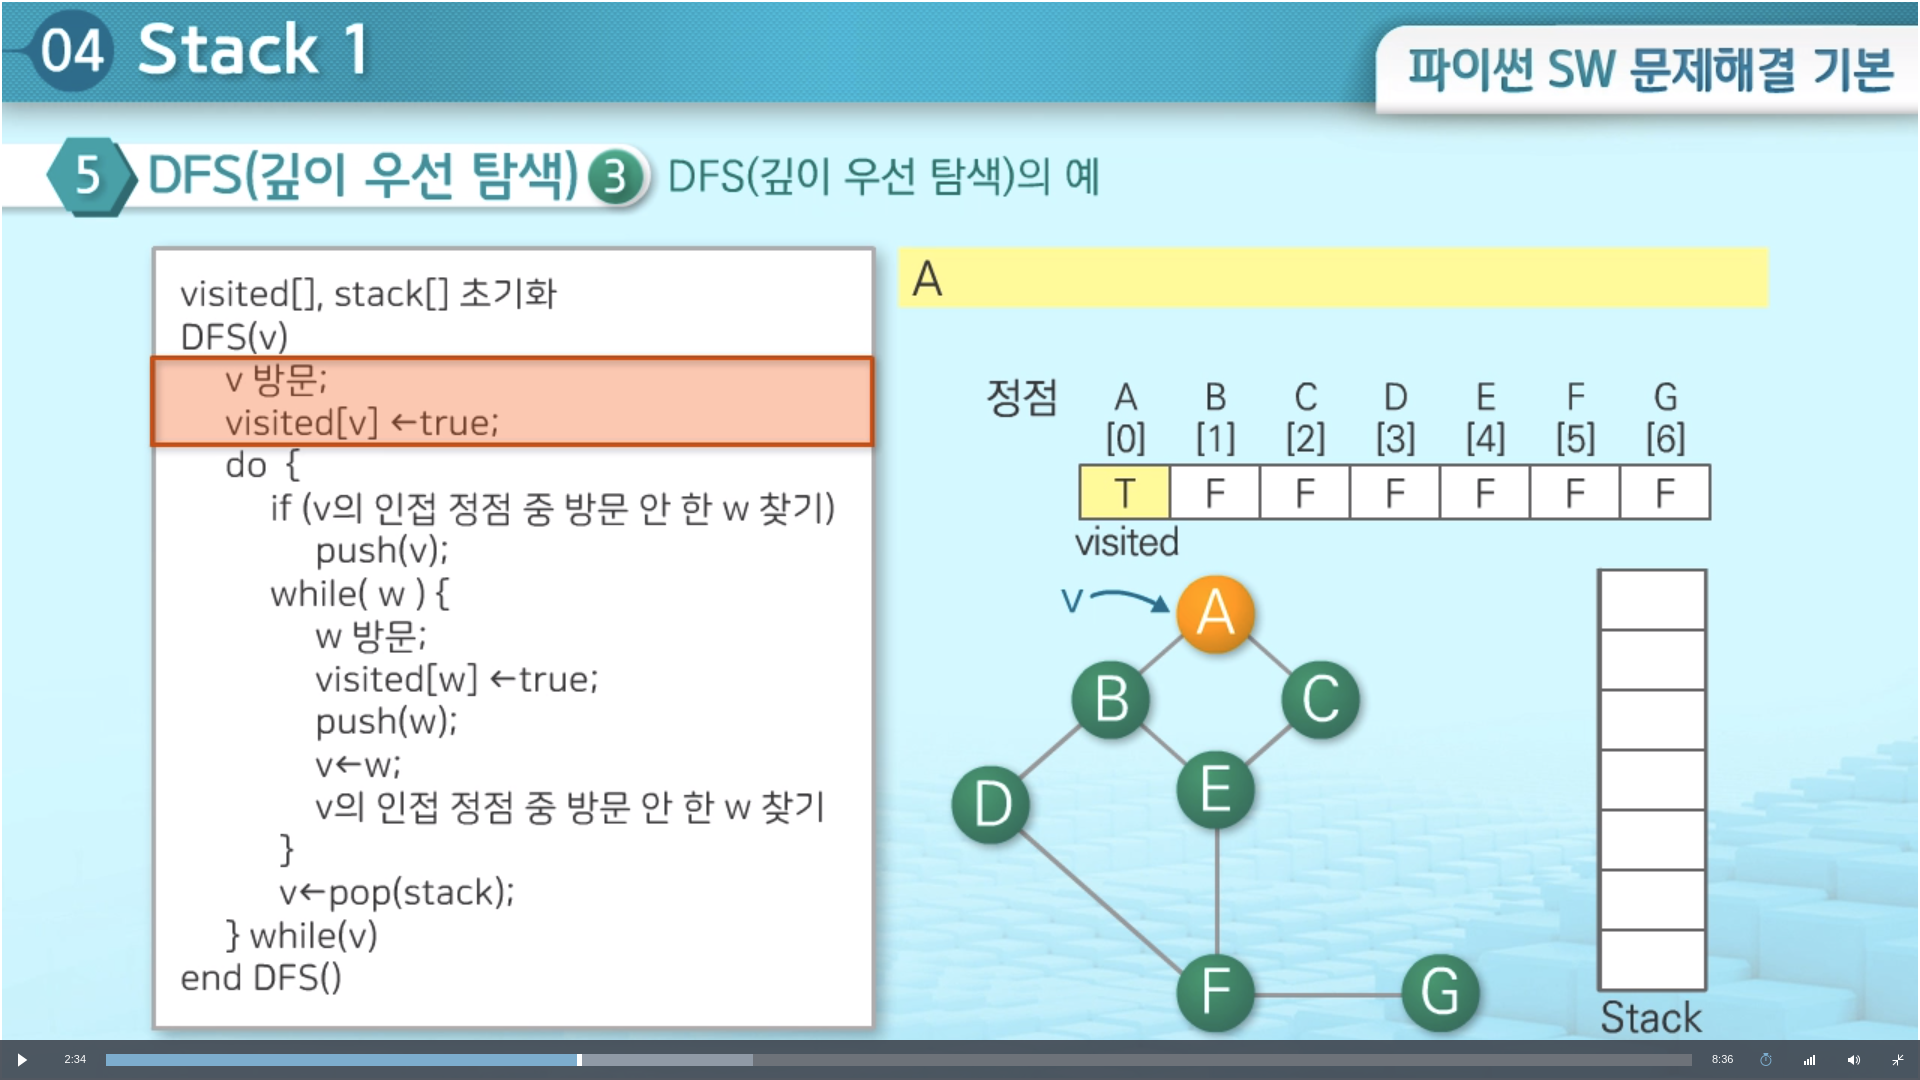 04 Stack 1
파이썬 SW 문제해결 기본
5 DFS(깊이 우선 탐색) 3 DFS(깊이 우선 탐색)의 예
visited[], stack[] 초기화
DFS(v)
v 방문;
visited[v] ←true;
do {
if (v의 인접 정점 중 방문 안 한 w 찾기)
push(v);
while( w ) {
w 방문;
visited[w] ←true;
push(w);
v←w;
v의 인접 정점 중 방문 안 한 w 찾기
}
v←pop(stack);
} while(v)
end DFS()
A
정점 A B C D E F G
[0] [1] [2] [3] [4] [5] [6]
T F F F F F F
visited
v A
B C
D E
F G
Stack
2:34 8:36